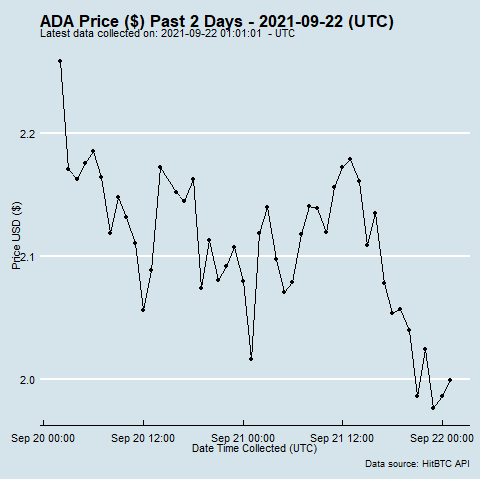 ADA Price ($) Past 2 Days - 2021-09-22 (UTC)
Latest data collected on: 2021-09-22 01:01:01 - UTC
Price USD ($)
2.2
2.1
2.0
Sep 20 00:00 Sep 20 12:00 Sep 21 00:00 Sep 21 12:00 Sep 22 00:00
Date Time Collected (UTC)
Data source: HitBTC API